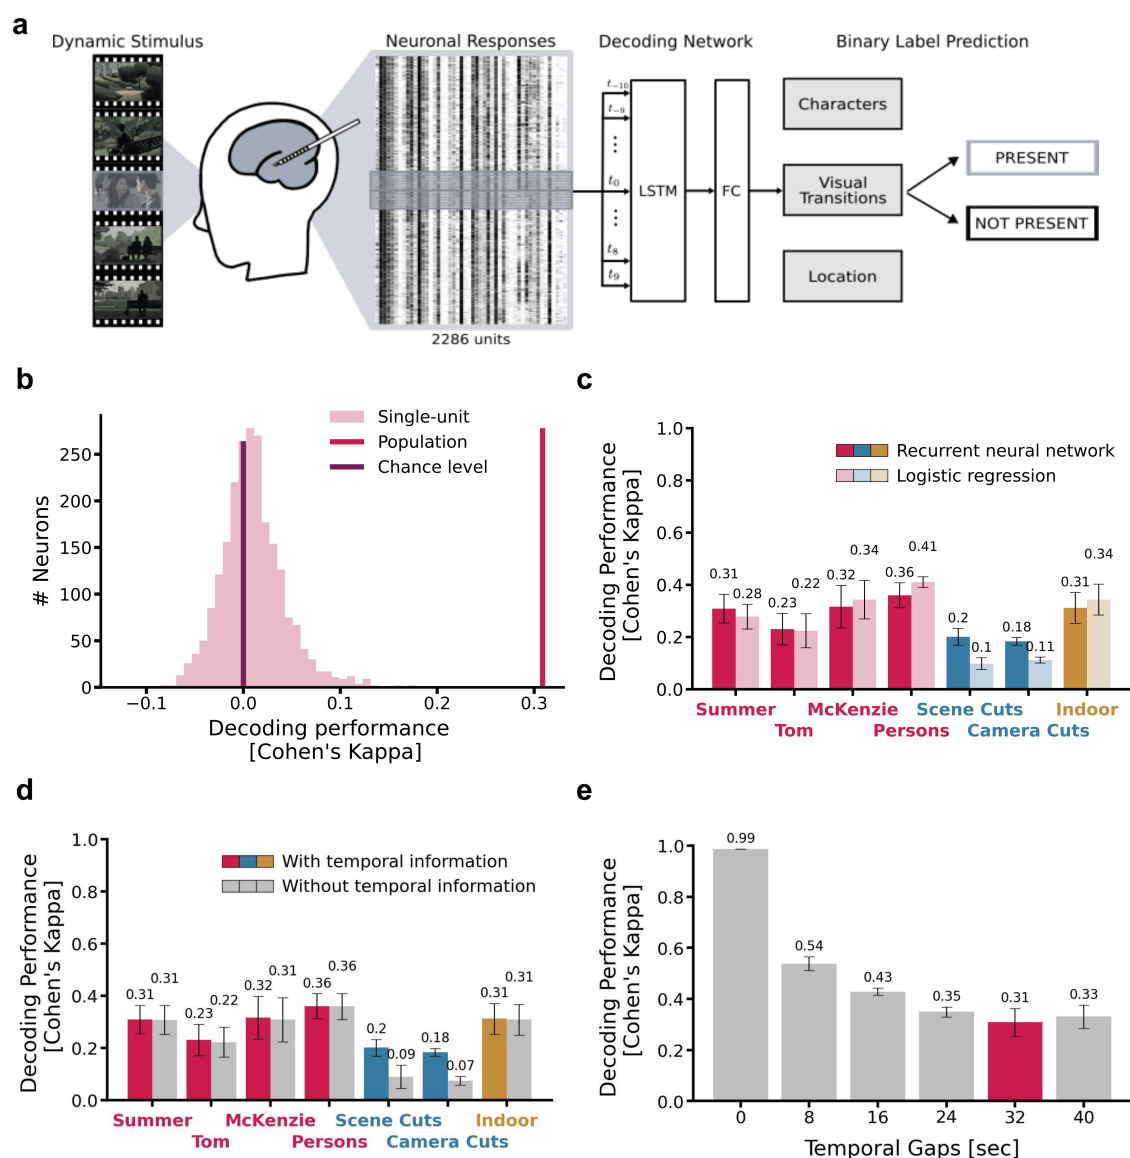 a
Dynamic Stimulus
Neuronal Responses
Decoding Network
Binary Label Prediction
t−10
t−9
⋮
t0
⋮
t8
t9
LSTM
FC
Characters
Visual
Transitions
Location
PRESENT
NOT PRESENT
2286 units
b
# Neurons
250
200
150
100
50
0
Single-unit
Population
Chance level
−0.1
0.0
0.1
0.2
0.3
Decoding performance
[Cohen's Kappa]
c
Decoding Performance
[Cohen's Kappa]
1.0
0.8
0.6
0.4
0.2
0.0
Recurrent neural network
Logistic regression
0.31
0.28
0.23
0.22
0.32
0.34
0.36
0.41
0.2
0.1
0.18
0.11
0.31
0.34
Summer
Tom
McKenzie
Persons
Scene Cuts
Camera Cuts
Indoor
d
Decoding Performance
[Cohen's Kappa]
1.0
0.8
0.6
0.4
0.2
0.0
With temporal information
Without temporal information
0.31
0.31
0.23
0.22
0.32
0.31
0.36
0.36
0.2
0.09
0.18
0.07
0.31
0.31
Summer
Tom
McKenzie
Persons
Scene Cuts
Camera Cuts
Indoor
e
Decoding Performance
[Cohen's Kappa]
1.0
0.8
0.6
0.4
0.2
0.0
0.99
0.54
0.43
0.35
0.31
0.33
0
8
16
24
32
40
Temporal Gaps [sec]